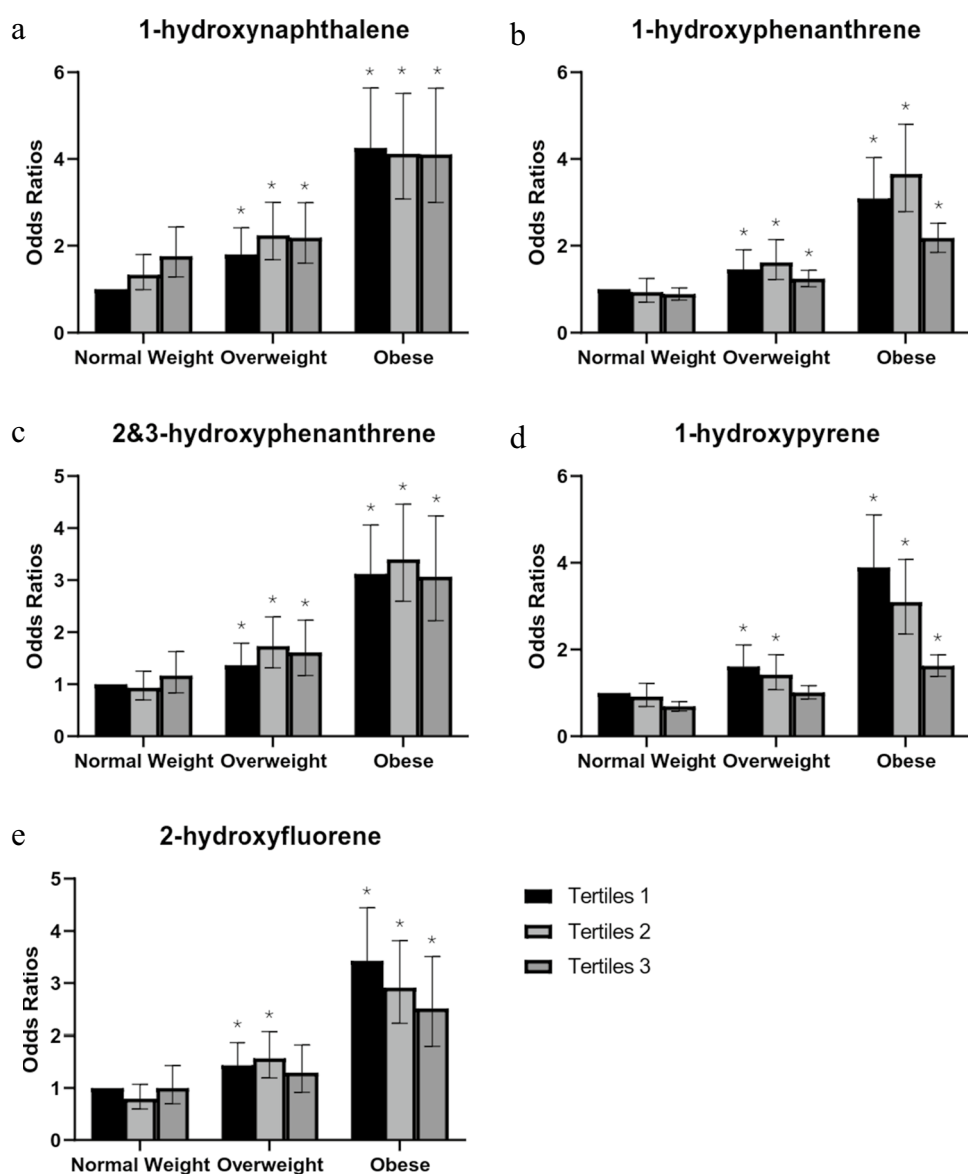 a
1-hydroxynaphthalene
Odds Ratios
6
4
2
0
* * * * * *
Normal Weight
Overweight
Obese
b
1-hydroxyphenanthrene
Odds Ratios
6
4
2
0
* * * * * *
Normal Weight
Overweight
Obese
c
2&3-hydroxyphenanthrene
Odds Ratios
5
4
3
2
1
0
* * * * * *
Normal Weight
Overweight
Obese
d
1-hydroxypyrene
Odds Ratios
6
4
2
0
* * * * *
Normal Weight
Overweight
Obese
e
2-hydroxyfluorene
Odds Ratios
5
4
3
2
1
0
* * * * *
Normal Weight
Overweight
Obese
Tertiles 1
Tertiles 2
Tertiles 3